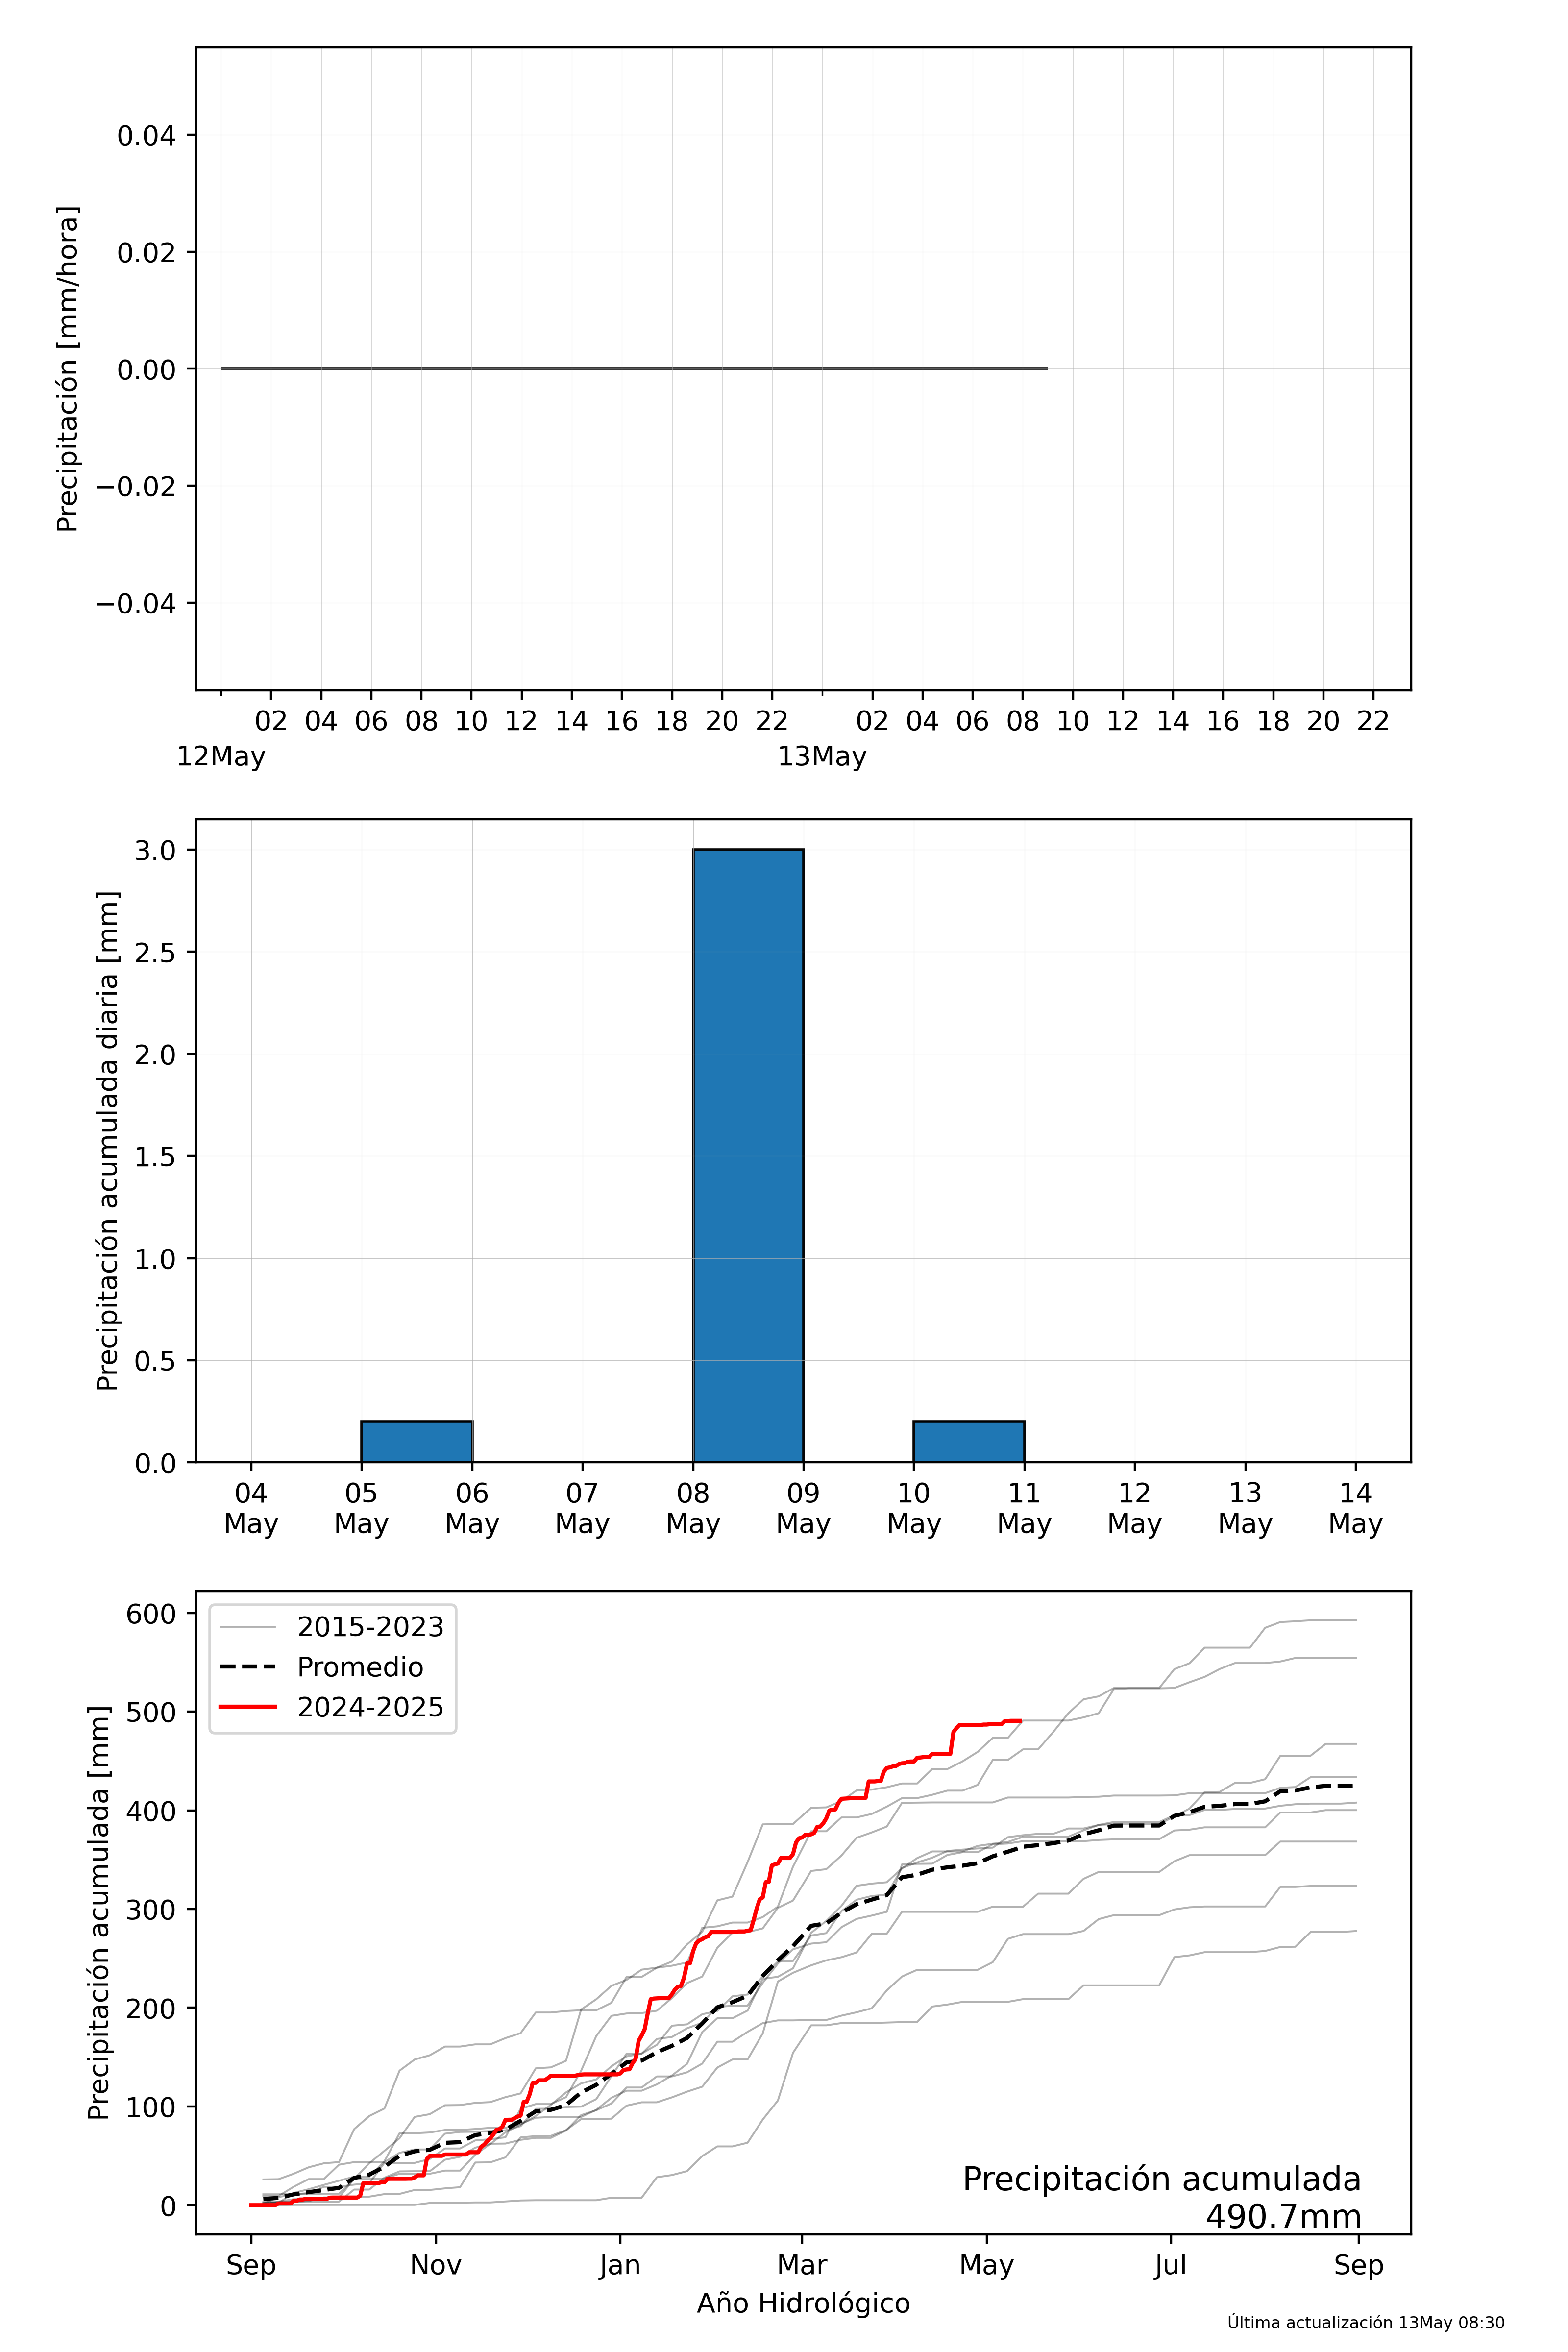 Precipitación [mm/hora]
0.04
0.02
0.00
−0.02
−0.04
02 04 06 08 10 12 14 16 18 20 22 02 04 06 08 10 12 14 16 18 20 22
12May 13May
Precipitación acumulada diaria [mm]
3.0
2.5
2.0
1.5
1.0
0.5
0.0
04 05 06 07 08 09 10 11 12 13 14
May May May May May May May May May May May
Precipitación acumulada [mm]
600
500
400
300
200
100
0
2015-2023
Promedio
2024-2025
Precipitación acumulada
490.7mm
Sep Nov Jan Mar May Jul Sep
Año Hidrológico
Última actualización 13May 08:30